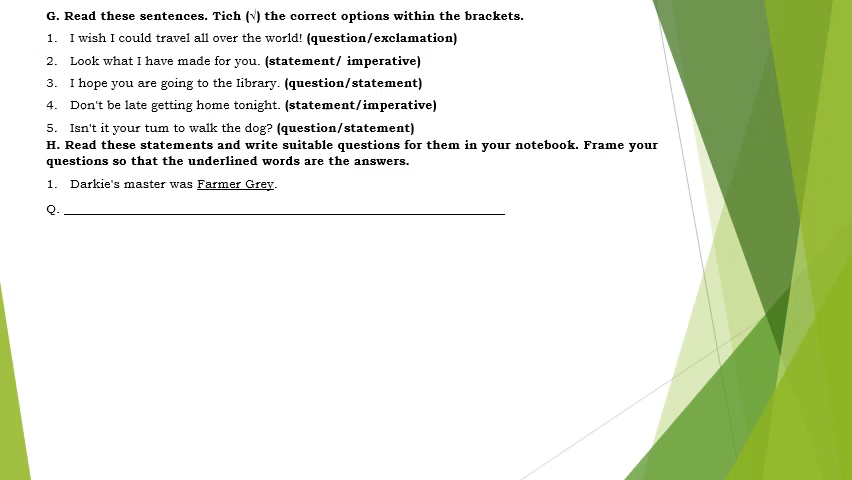 G. Read these sentences. Tich (√) the correct options within the brackets.
1. I wish I could travel all over the world! (question/exclamation)
2. Look what I have made for you. (statement/ imperative)
3. I hope you are going to the Iibrary. (question/statement)
4. Don't be late getting home tonight. (statement/imperative)
5. Isn't it your tum to walk the dog? (question/statement)
H. Read these statements and write suitable questions for them in your notebook. Frame your
questions so that the underlined words are the answers.
1. Darkie's master was Farmer Grey.
Q.